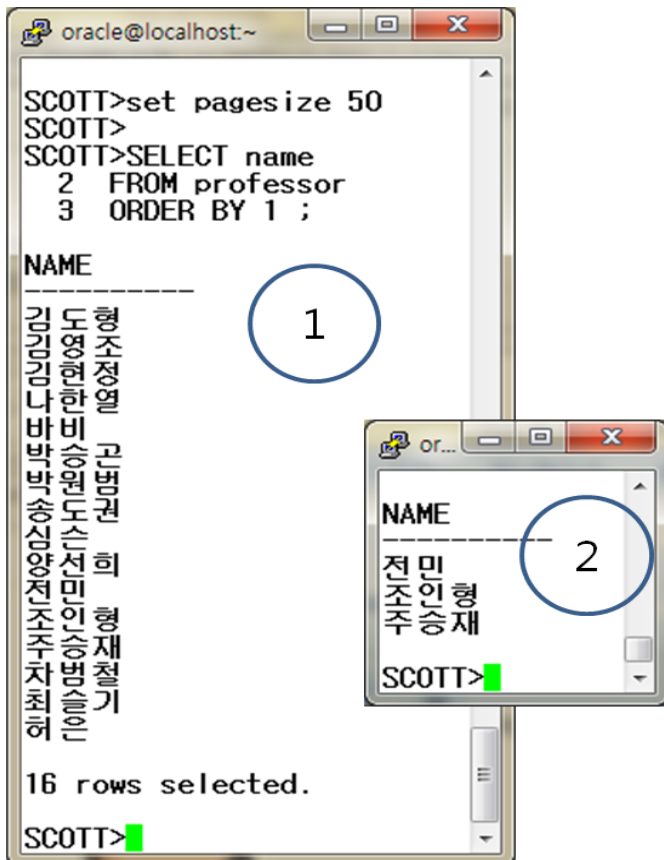 oracle@localhost:~
SCOTT>set pagesize 50
SCOTT>
SCOTT>SELECT name
2 FROM professor
3 ORDER BY 1 ;
NAME
----------
김도형
김영조
김현정
나한열
바비
박승곤
박원범
송도권
심슨
양선희
전민
조인형
주승재
차범철
최슬기
허은
16 rows selected.
SCOTT>
1
or...
NAME
----------
전민
조인형
주승재
SCOTT>
2